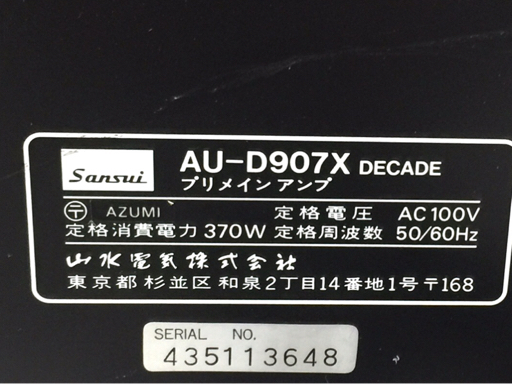 Sansui
AU-D907X DECADE
プリメインアンプ
〒 AZUMI 定格電圧 AC100V
定格消費電力 370W 定格周波数 50/60Hz
山水電気株式会社
東京都杉並区和泉2丁目14番地1号〒168
SERIAL NO.
435113648